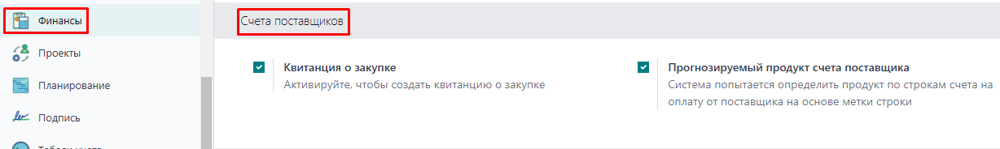 Финансы
Проекты
Планирование
Подпись
Счета поставщиков
Квитанция о закупке
Активируйте, чтобы создать квитанцию о закупке
Прогнозируемый продукт счета поставщика
Система попытается определить продукт по строкам счета на
оплату от поставщика на основе метки строки